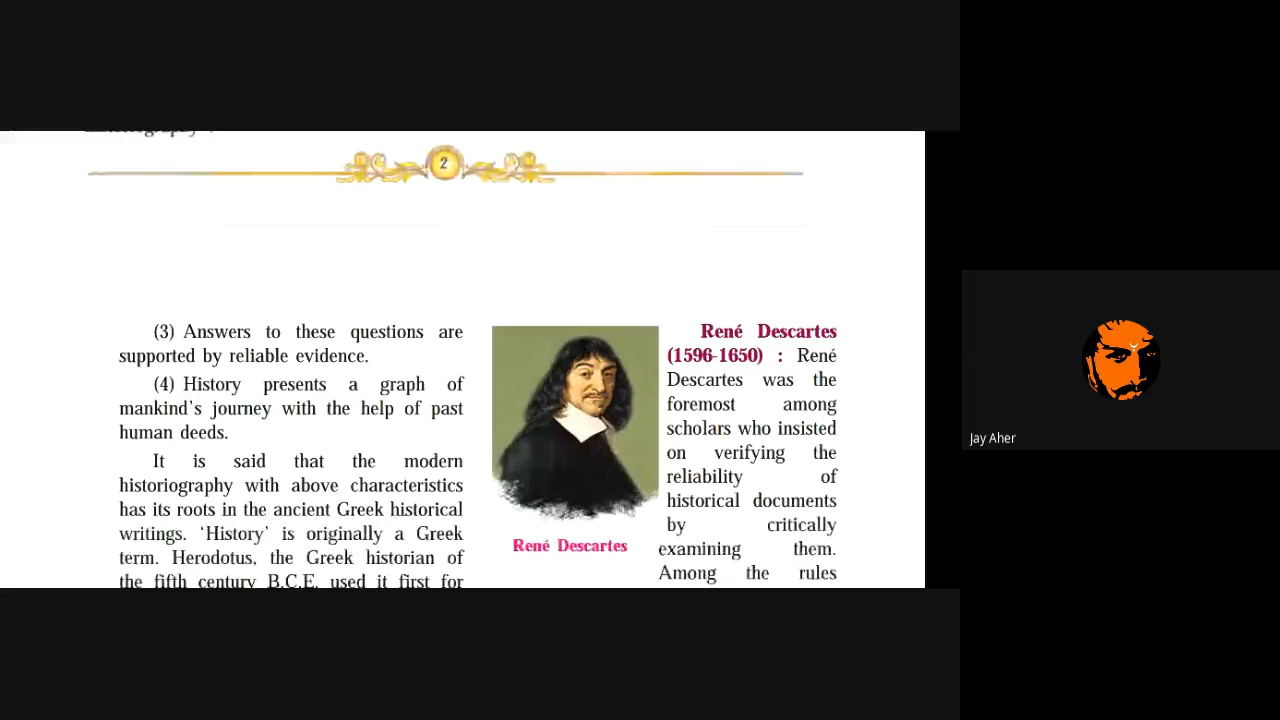 2
(3) Answers to these questions are
supported by reliable evidence.
(4) History presents a graph of
mankind's journey with the help of past
human deeds.
It is said that the modern
historiography with above characteristics
has its roots in the ancient Greek historical
writings. ‘History’ is originally a Greek
term. Herodotus, the Greek historian of
the fifth century B.C.E. used it first for
René Descartes
René Descartes
(1596-1650) : René
Descartes was the
foremost among
scholars who insisted
on verifying the
reliability of
historical documents
by critically
examining them.
Among the rules
Jay Aher